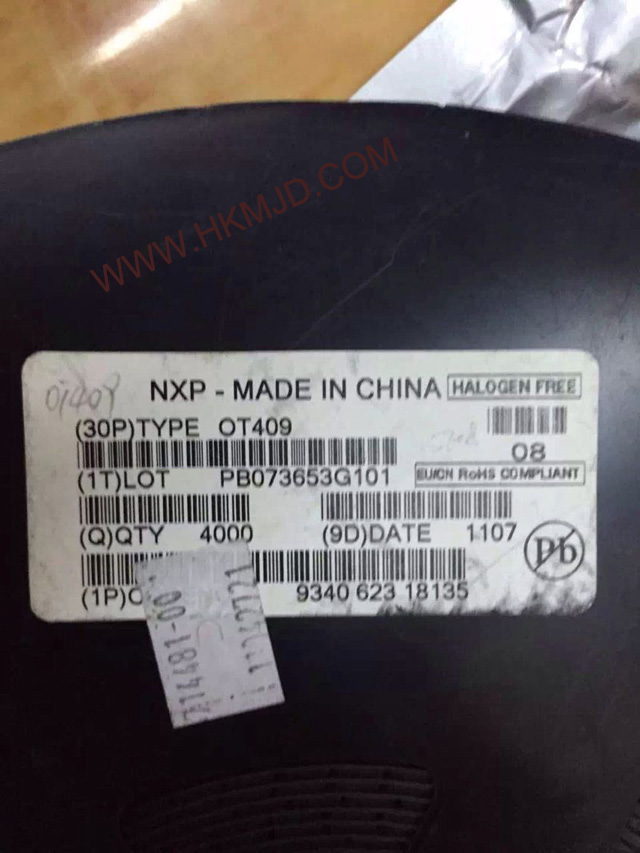 WWW.HKMJD.COM
OT409
NXP - MADE IN CHINA
HALOGEN FREE
(30P)TYPE OT409
08
(1T)LOT PB073653G101
EU/CN RoHS COMPLIANT
(Q)QTY 4000
(9D)DATE 1107
Pb
(1P)C
9340 623 18135